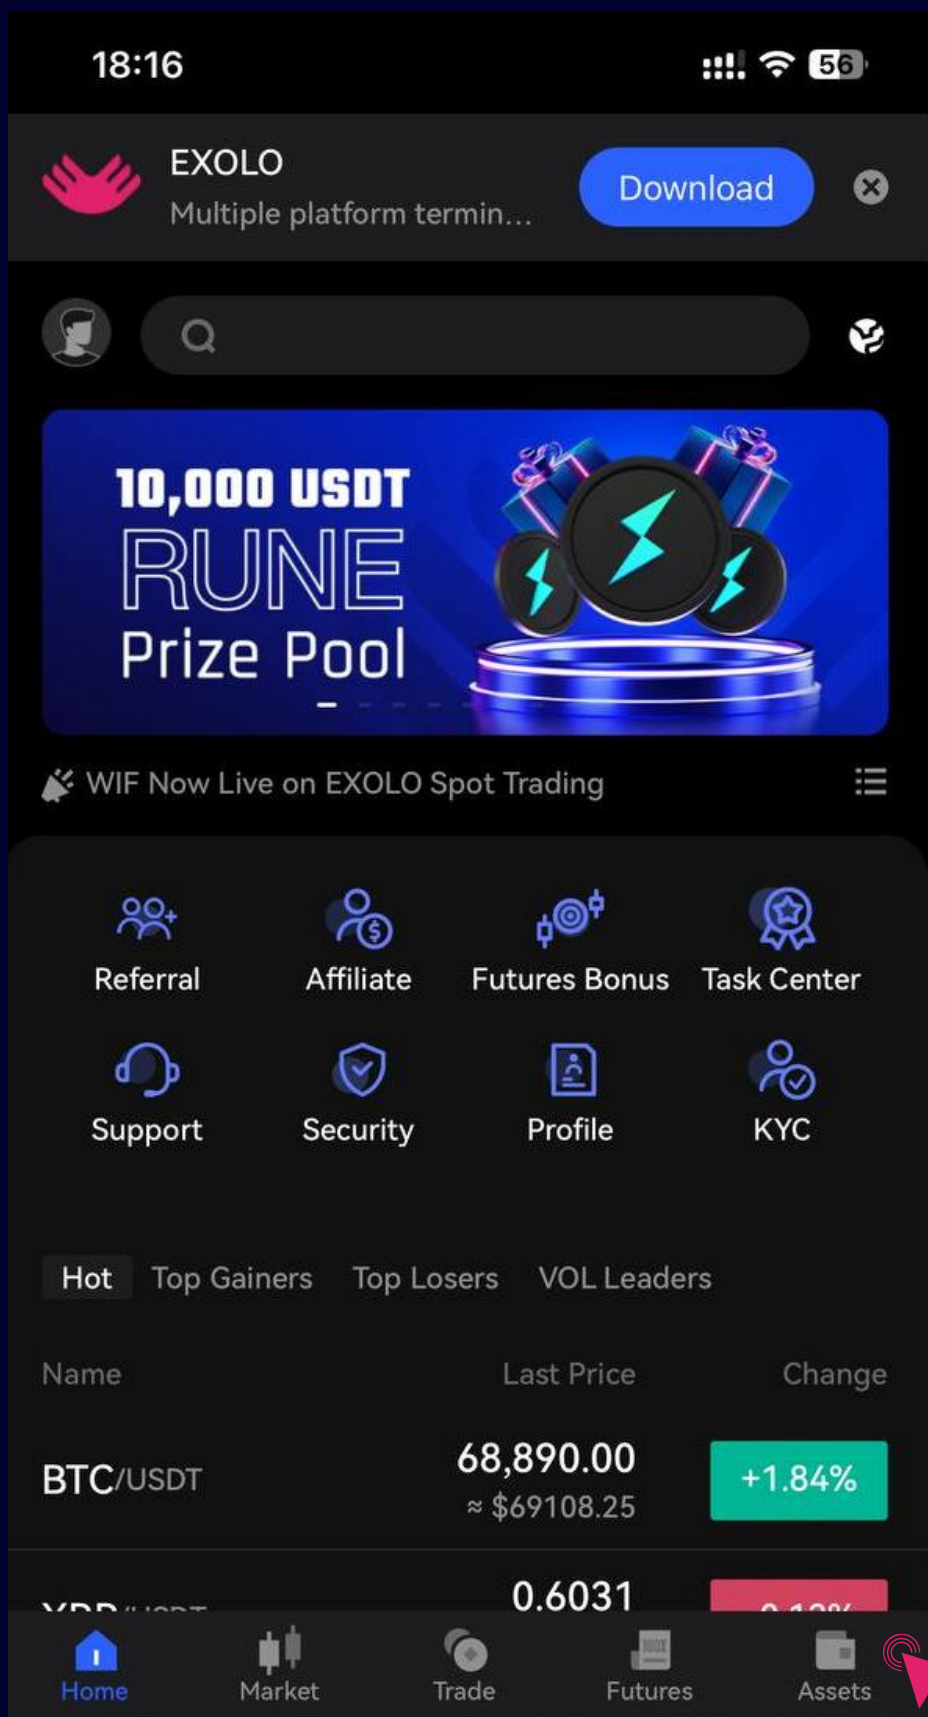 18:16
56
EXOLO
Multiple platform termin...
Download
10,000 USDT
RUNE
Prize Pool
WIF Now Live on EXOLO Spot Trading
Referral
Affiliate
Futures Bonus
Task Center
Support
Security
Profile
KYC
Hot
Top Gainers
Top Losers
VOL Leaders
Name
Last Price
Change
BTC/USDT
68,890.00
+1.84%
≈ $69108.25
0.6031
Home
Market
Trade
Futures
Assets